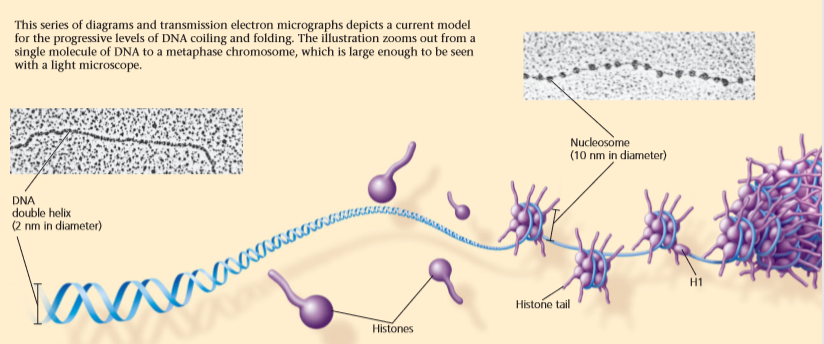 This series of diagrams and transmission electron micrographs depicts a current model
for the progressive levels of DNA coiling and folding. The illustration zooms out from a
single molecule of DNA to a metaphase chromosome, which is large enough to be seen
with a light microscope.
Nucleosome
(10 nm in diameter)
DNA
double helix
(2 nm in diameter)
H1
Histone tail
Histones